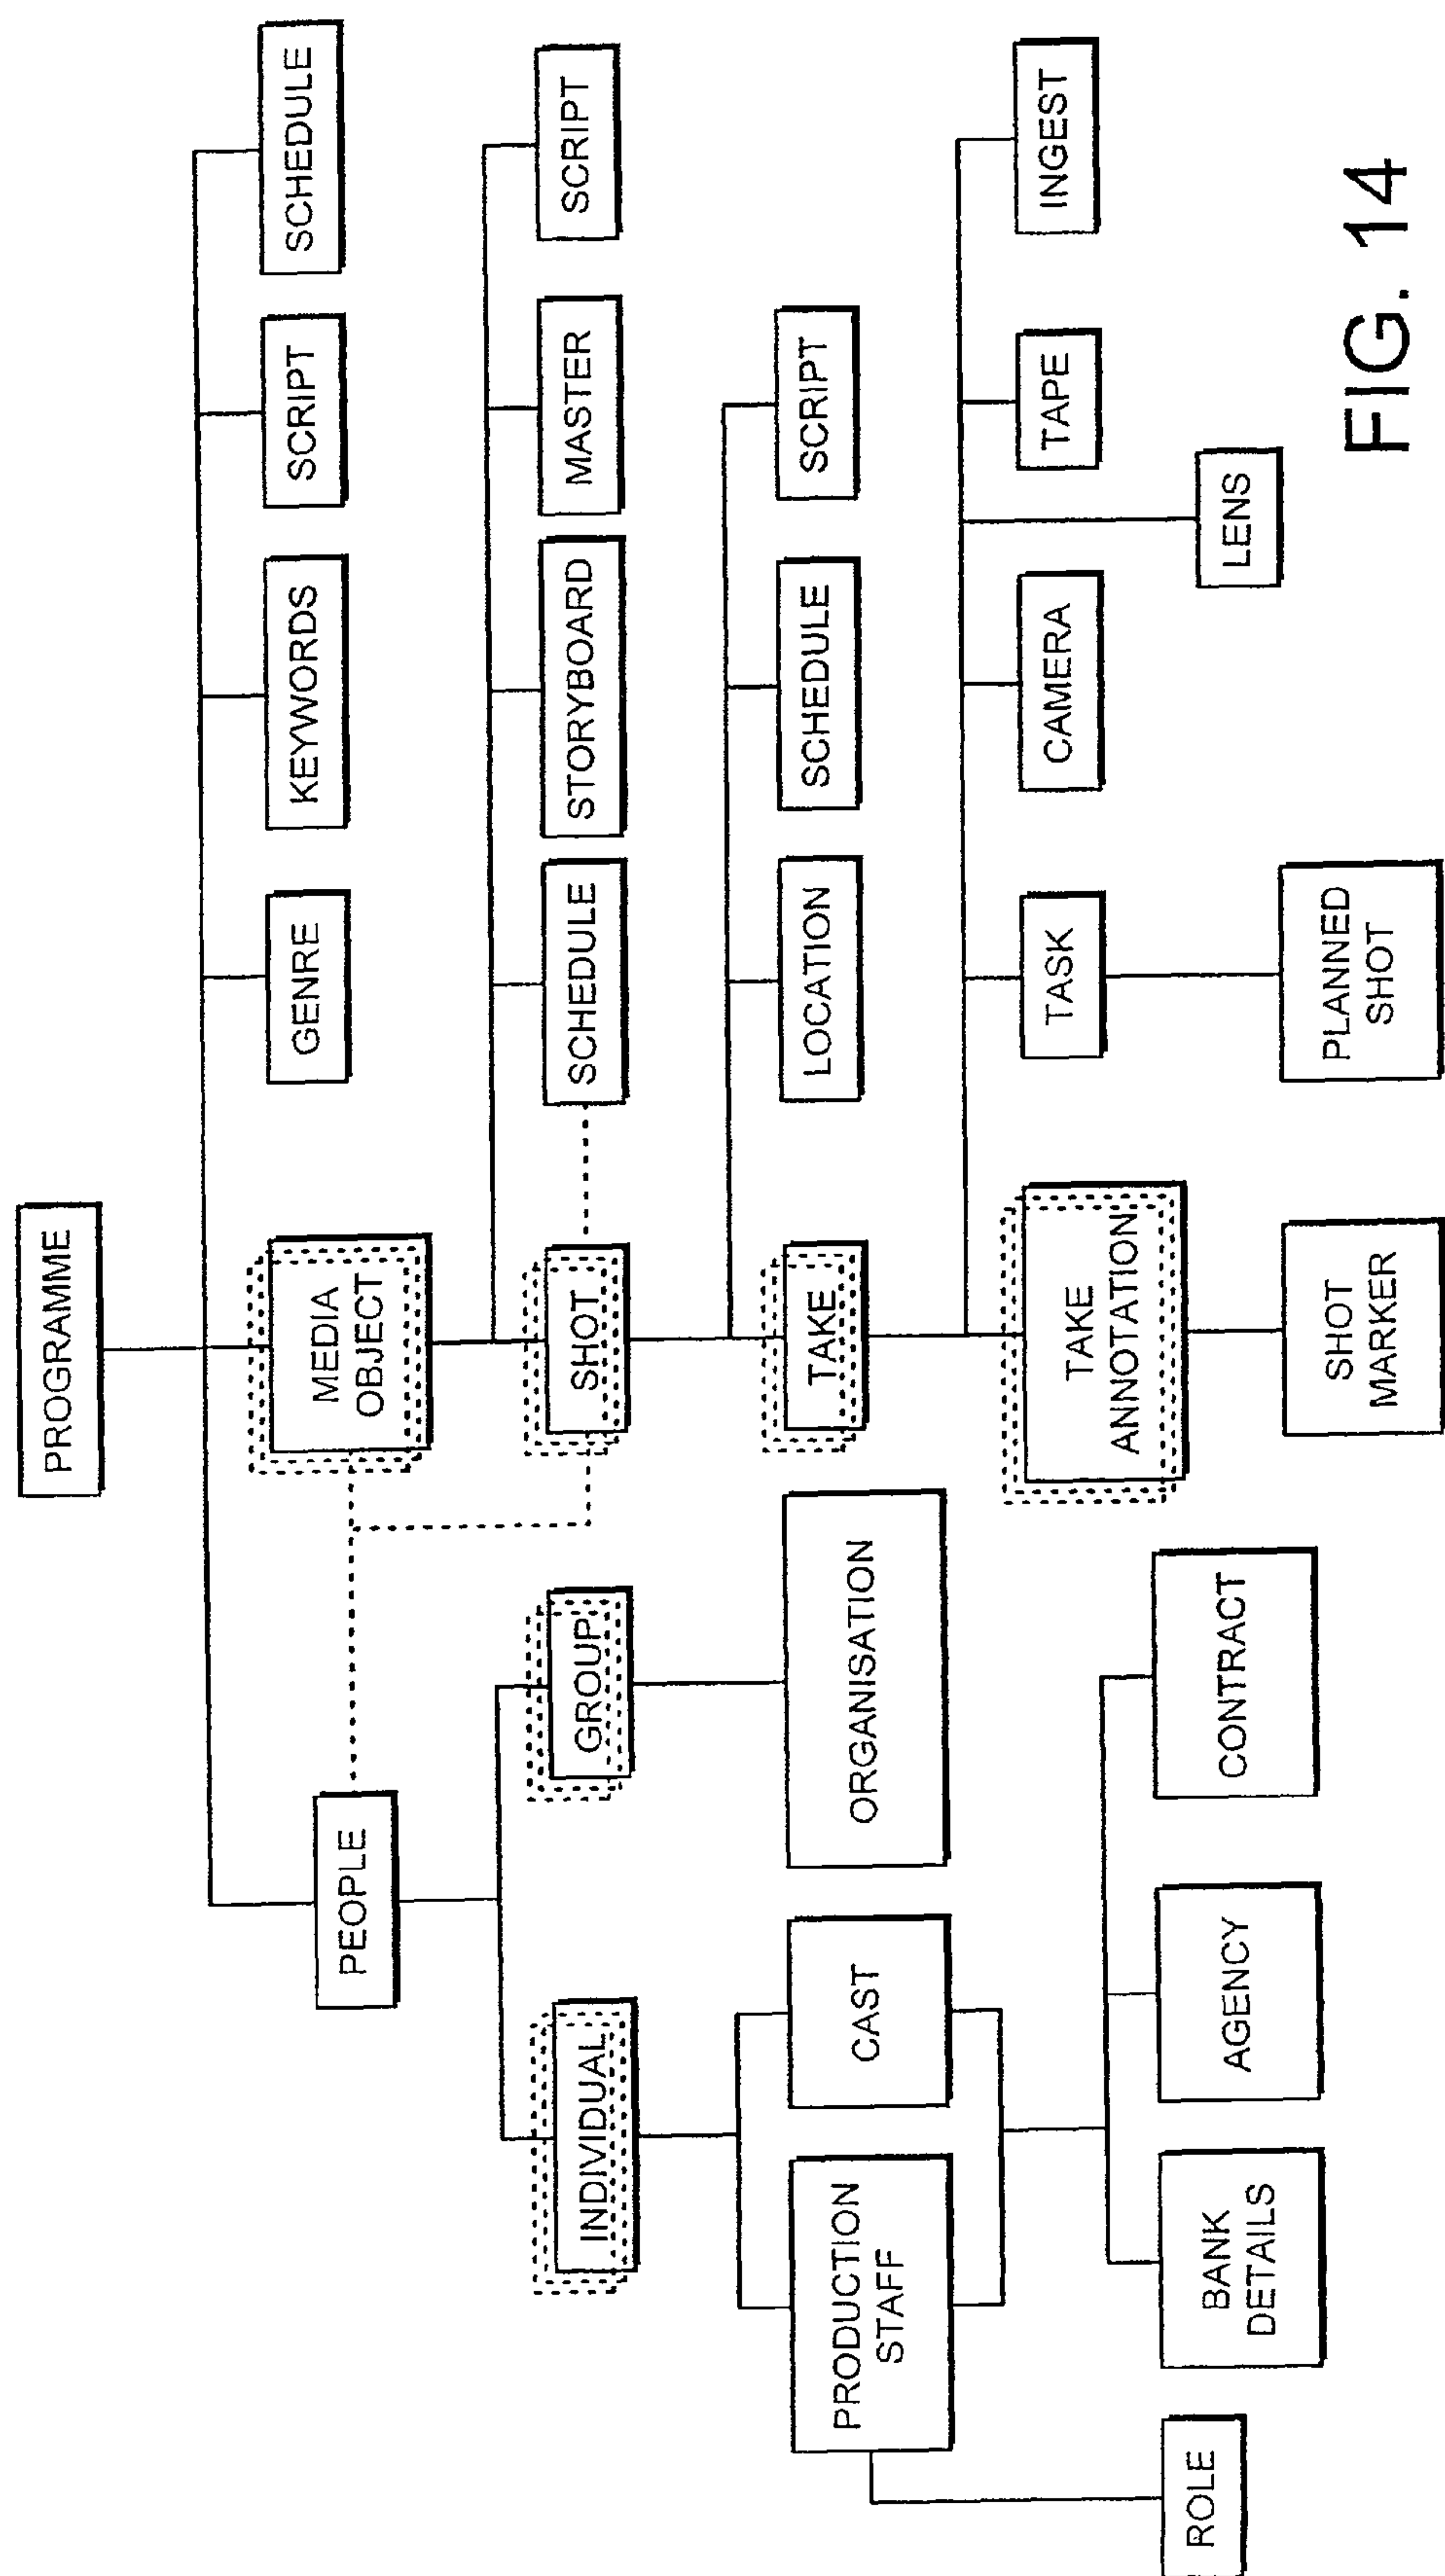 PROGRAMME
PEOPLE
MEDIA
OBJECT
GENRE
KEYWORDS
SCRIPT
SCHEDULE
INDIVIDUAL
GROUP
SHOT
SCHEDULE
STORYBOARD
MASTER
SCRIPT
PRODUCTION
STAFF
CAST
ORGANISATION
TAKE
LOCATION
SCHEDULE
SCRIPT
ROLE
BANK
DETAILS
AGENCY
CONTRACT
TAKE
ANNOTATION
TASK
CAMERA
LENS
TAPE
INGEST
SHOT
MARKER
PLANNED
SHOT
FIG. 14